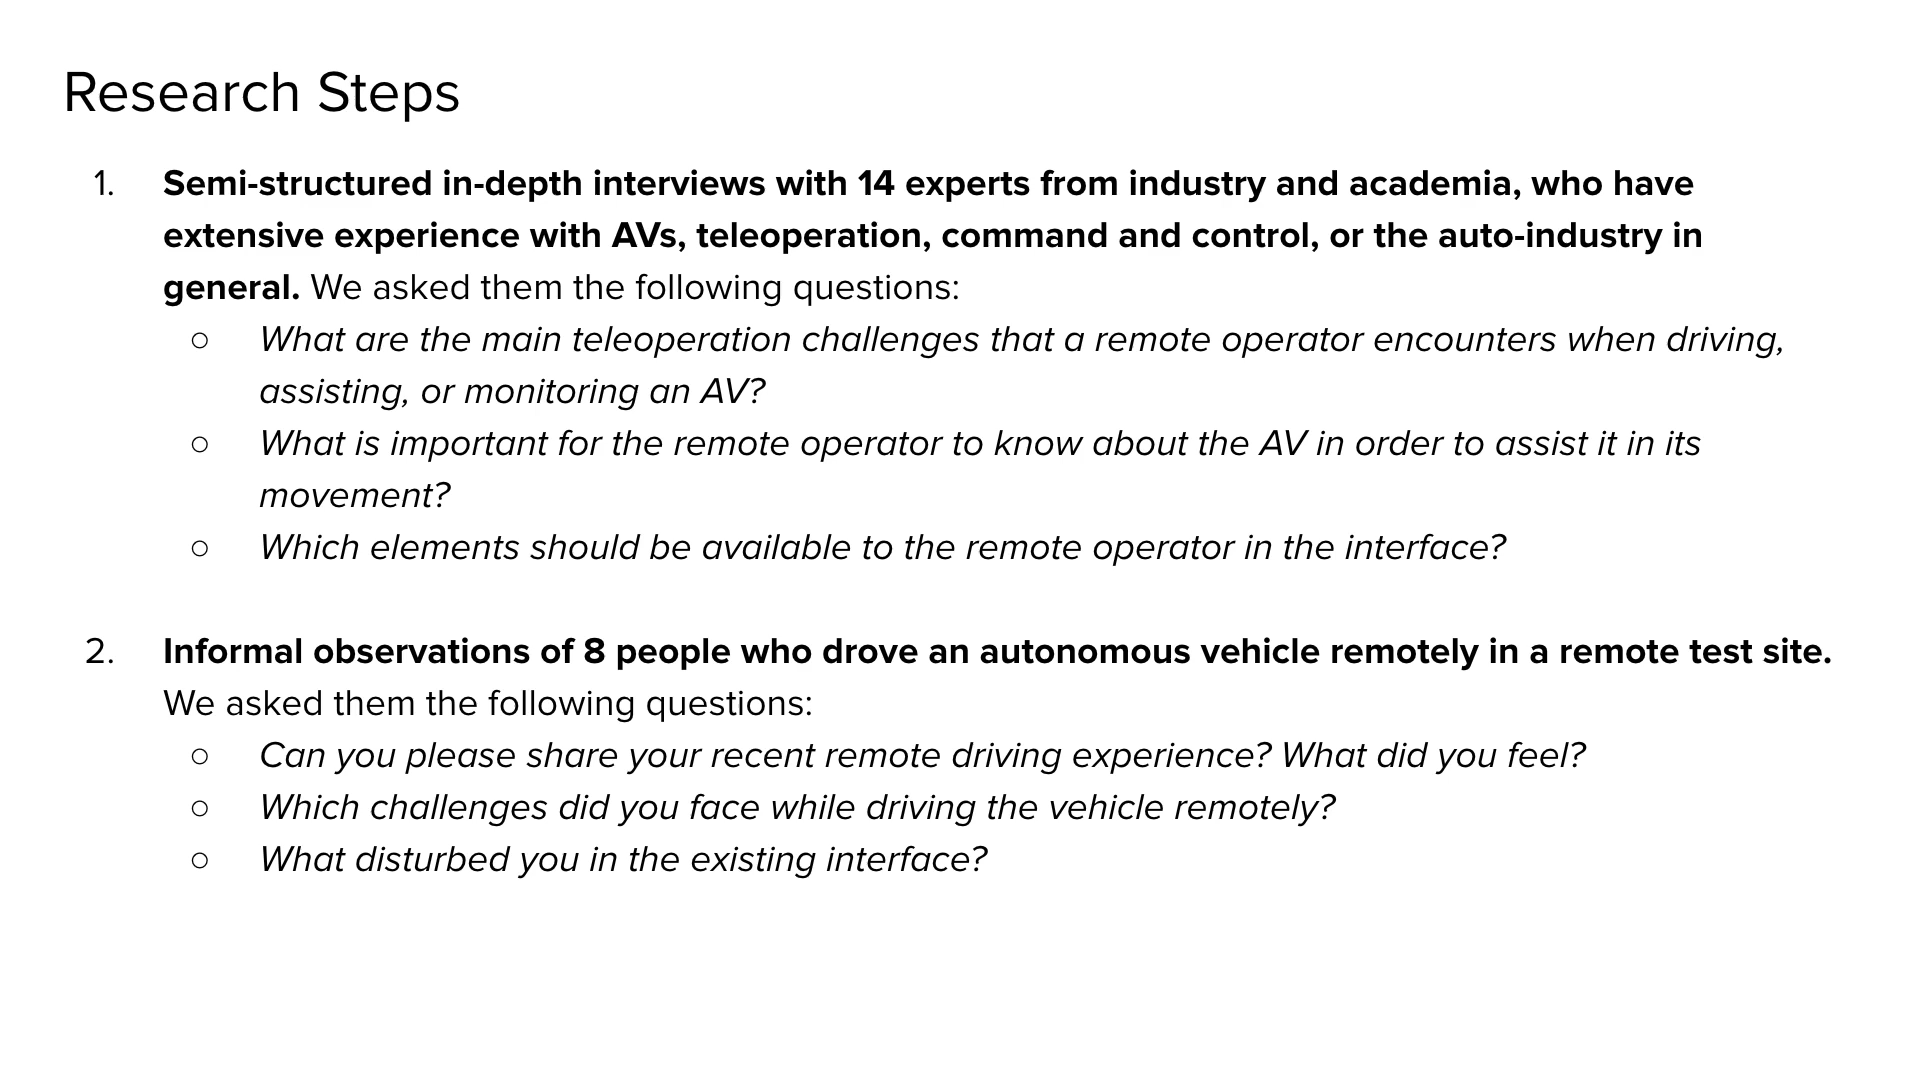 Research Steps
1. Semi-structured in-depth interviews with 14 experts from industry and academia, who have
extensive experience with AVs, teleoperation, command and control, or the auto-industry in
general. We asked them the following questions:
○ What are the main teleoperation challenges that a remote operator encounters when driving,
assisting, or monitoring an AV?
○ What is important for the remote operator to know about the AV in order to assist it in its
movement?
○ Which elements should be available to the remote operator in the interface?
2. Informal observations of 8 people who drove an autonomous vehicle remotely in a remote test site.
We asked them the following questions:
○ Can you please share your recent remote driving experience? What did you feel?
○ Which challenges did you face while driving the vehicle remotely?
○ What disturbed you in the existing interface?